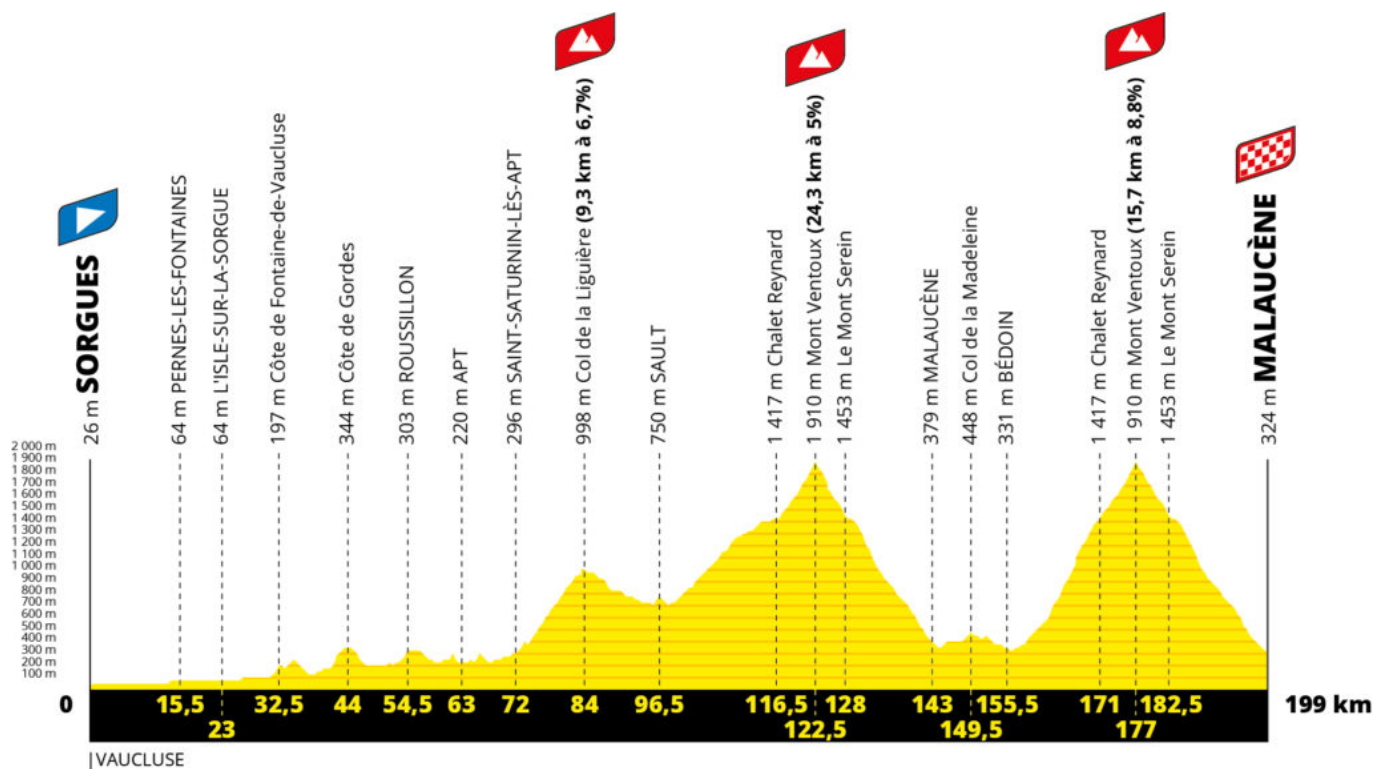 26 m SORGUES
64 m PERNES-LES-FONTAINES
64 m L'ISLE-SUR-LA-SORGUE
197 m Côte de Fontaine-de-Vaucluse
344 m Côte de Gordes
303 m ROUSSILLON
220 m APT
296 m SAINT-SATURNIN-LÈS-APT
998 m Col de la Liguière (9,3 km à 6,7%)
750 m SAULT
1 417 m Chalet Reynard
1 910 m Mont Ventoux (24,3 km à 5%)
1 453 m Le Mont Serein
379 m MALAUCÈNE
448 m Col de la Madeleine
331 m BÉDOIN
1 417 m Chalet Reynard
1 910 m Mont Ventoux (15,7 km à 8,8%)
1 453 m Le Mont Serein
324 m MALAUCÈNE
2 000 m
1 900 m
1 800 m
1 700 m
1 600 m
1 500 m
1 400 m
1 300 m
1 200 m
1 100 m
1 000 m
900 m
800 m
700 m
600 m
500 m
400 m
300 m
200 m
100 m
0 15,5 32,5 44 54,5 63 72 84 96,5 116,5 128 143 155,5 171 182,5 199 km
23 122,5 149,5 177
VAUCLUSE